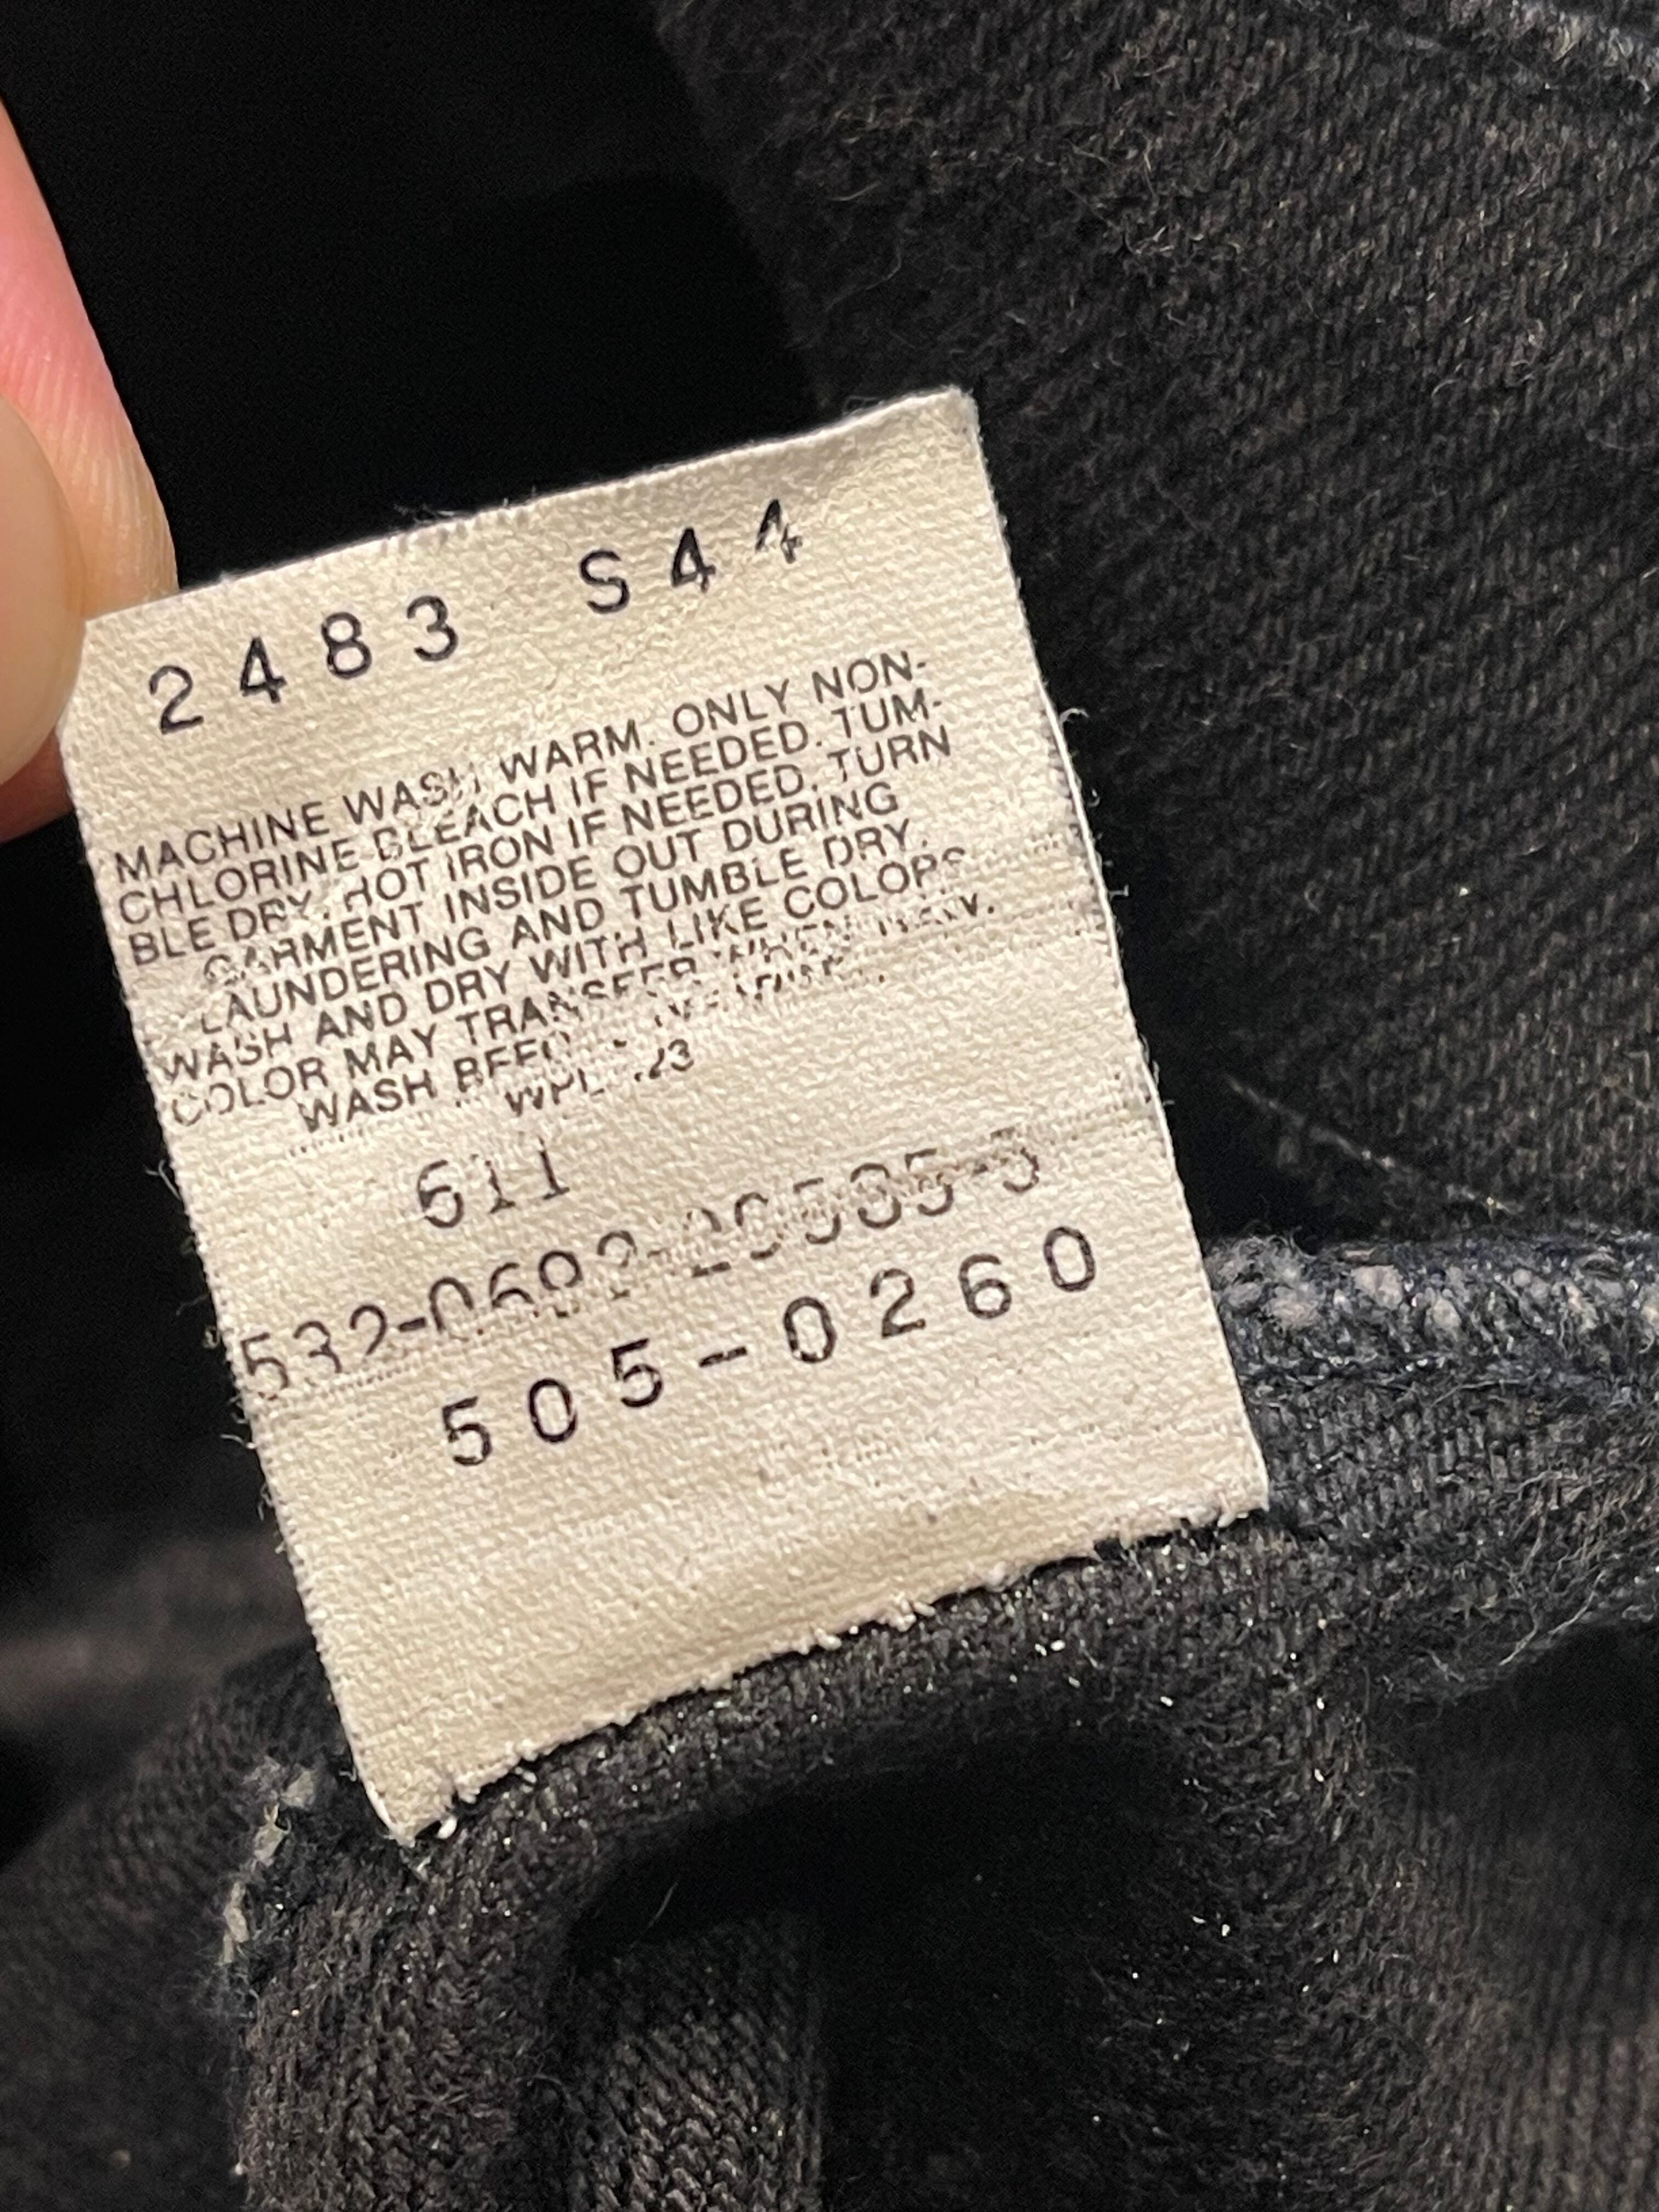 2483 S44
MACHINE WASH WARM. ONLY NON-
CHLORINE BLEACH IF NEEDED. TUM-
BLE DRY. HOT IRON IF NEEDED. TURN
GARMENT INSIDE OUT DURING
LAUNDERING AND TUMBLE DRY.
WASH AND DRY WITH LIKE COLORS
COLOR MAY TRANSFER WHEN
WASH
611
505-0260